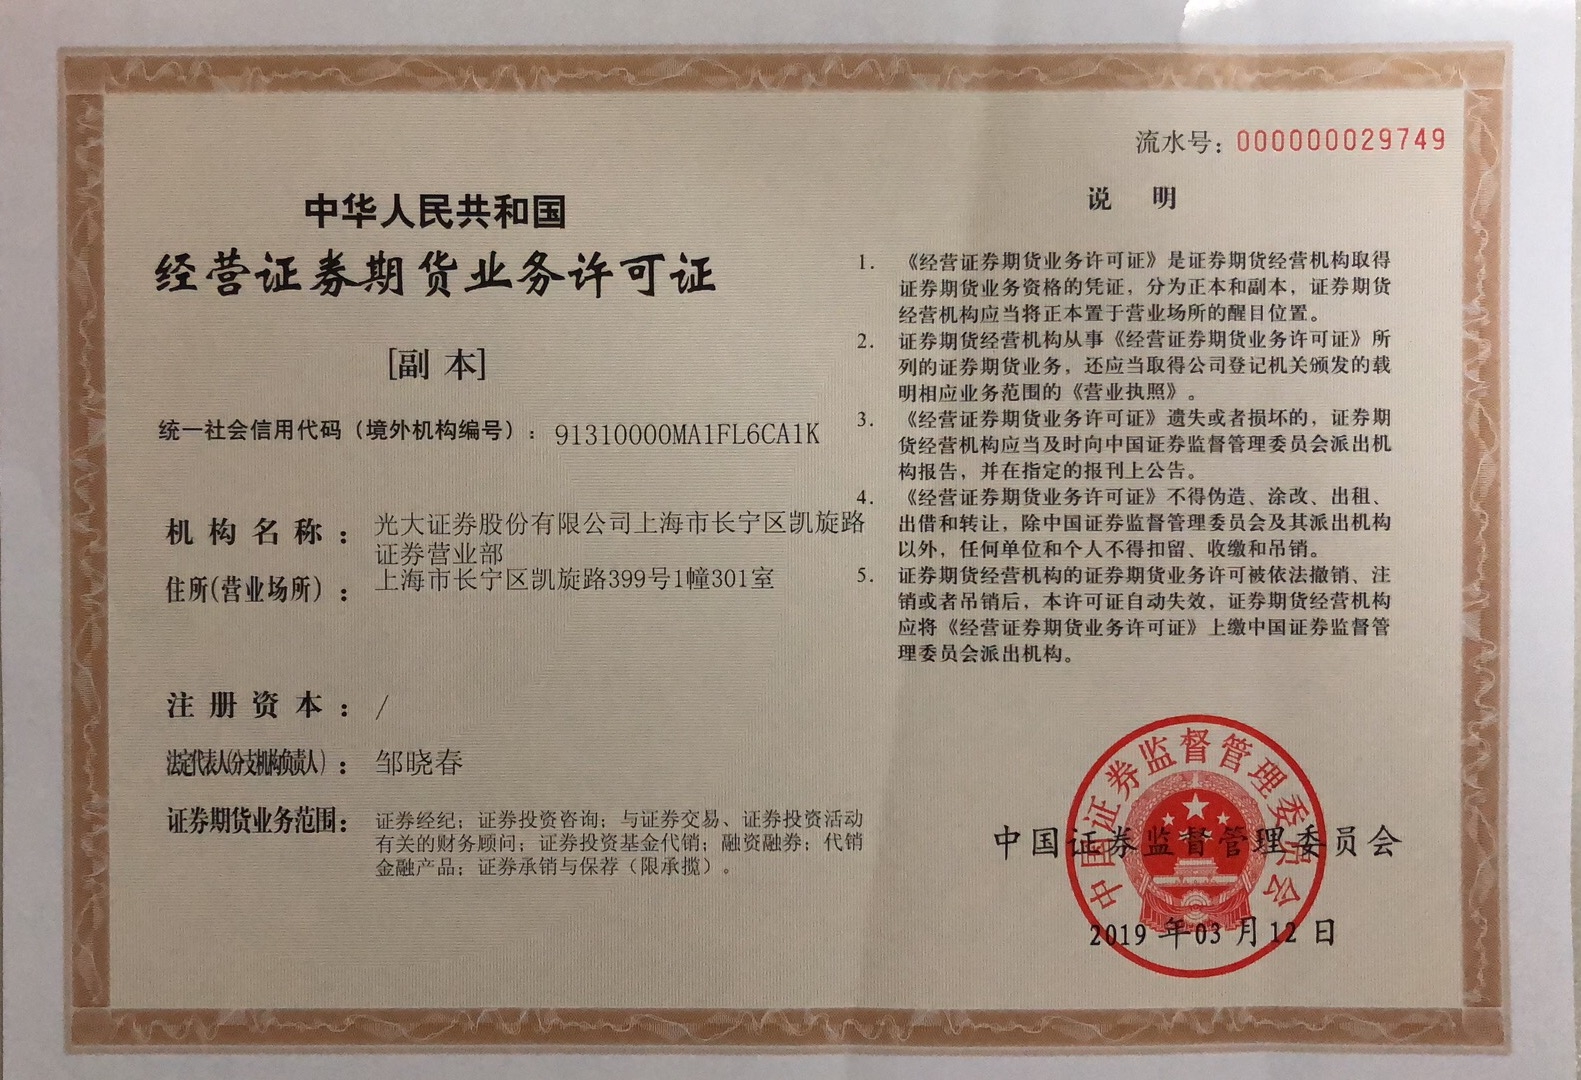 流水号：000000029749
中华人民共和国
经营证券期货业务许可证
[副 本]
统一社会信用代码（境外机构编号）：91310000MA1FL6CA1K
机构名称：光大证券股份有限公司上海市长宁区凯旋路
证券营业部
住所(营业场所)：上海市长宁区凯旋路399号1幢301室
注册资本：/
法定代表人(分支机构负责人)：邹晓春
证券期货业务范围：证券经纪；证券投资咨询；与证券交易、证券投资活动
有关的财务顾问；证券投资基金代销；融资融券；代销
金融产品；证券承销与保荐（限承揽）。
说 明
1. 《经营证券期货业务许可证》是证券期货经营机构取得
证券期货业务资格的凭证，分为正本和副本，证券期货
经营机构应当将正本置于营业场所的醒目位置。
2. 证券期货经营机构从事《经营证券期货业务许可证》所
列的证券期货业务，还应当取得公司登记机关颁发的载
明相应业务范围的《营业执照》。
3. 《经营证券期货业务许可证》遗失或者损坏的，证券期
货经营机构应当及时向中国证券监督管理委员会派出机
构报告，并在指定的报刊上公告。
4. 《经营证券期货业务许可证》不得伪造、涂改、出租、
出借和转让，除中国证券监督管理委员会及其派出机构
以外，任何单位和个人不得扣留、收缴和吊销。
5. 证券期货经营机构的证券期货业务许可被依法撤销、注
销或者吊销后，本许可证自动失效，证券期货经营机构
应将《经营证券期货业务许可证》上缴中国证券监督管
理委员会派出机构。
中国证券监督管理委员会
中国证券监督管理委员会
2019 年03 月12 日